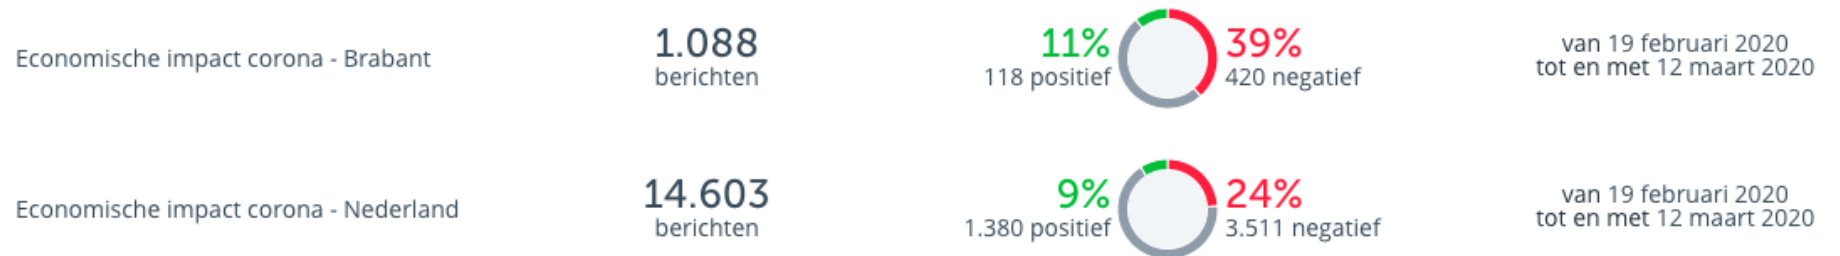 Economische impact corona - Brabant
1.088
berichten
11%
118 positief
39%
420 negatief
van 19 februari 2020
tot en met 12 maart 2020
Economische impact corona - Nederland
14.603
berichten
9%
1.380 positief
24%
3.511 negatief
van 19 februari 2020
tot en met 12 maart 2020